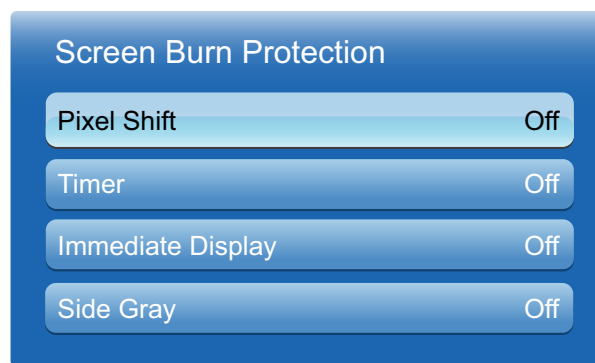 Screen Burn Protection
Pixel Shift Off
Timer Off
Immediate Display Off
Side Gray Off